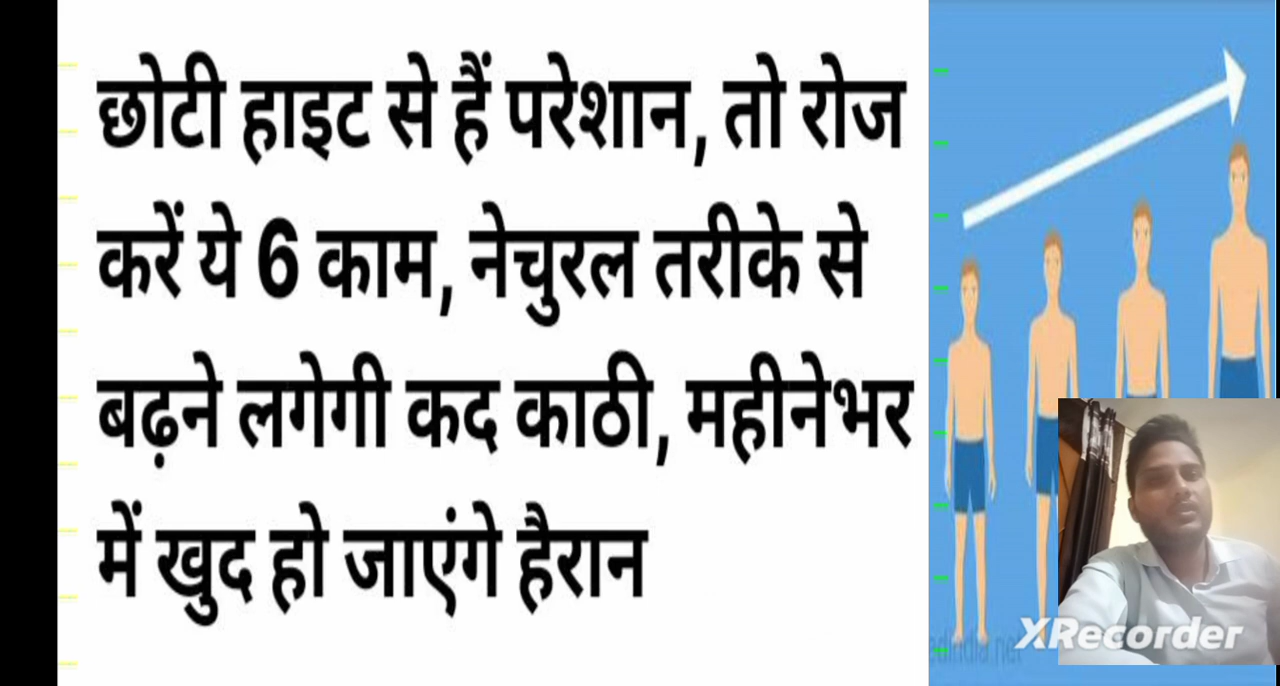 छोटी हाइट से हैं परेशान, तो रोज
करें ये 6 काम, नेचुरल तरीके से
बढ़ने लगेगी कद काठी, महीनेभर
में खुद हो जाएंगे हैरान
XRecorder